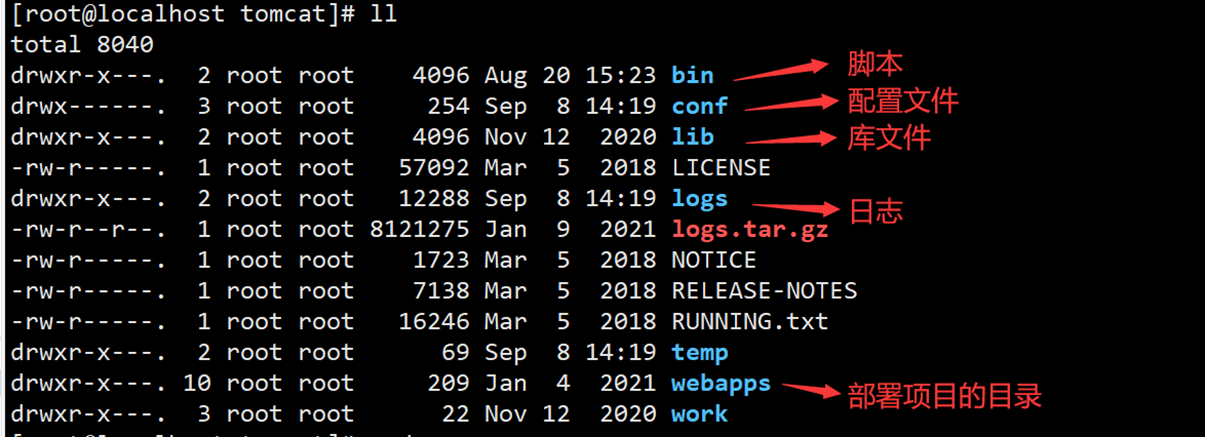 [root@localhost tomcat]# ll
total 8040
drwxr-x---. 2 root root 4096 Aug 20 15:23 bin 脚本
drwx------. 3 root root 254 Sep 8 14:19 conf 配置文件
drwxr-x---. 2 root root 4096 Nov 12 2020 lib 库文件
-rw-r-----. 1 root root 57092 Mar 5 2018 LICENSE
drwxr-x---. 2 root root 12288 Sep 8 14:19 logs 日志
-rw-r--r--. 1 root root 8121275 Jan 9 2021 logs.tar.gz
-rw-r-----. 1 root root 1723 Mar 5 2018 NOTICE
-rw-r-----. 1 root root 7138 Mar 5 2018 RELEASE-NOTES
-rw-r-----. 1 root root 16246 Mar 5 2018 RUNNING.txt
drwxr-x---. 2 root root 69 Sep 8 14:19 temp
drwxr-x---. 10 root root 209 Jan 4 2021 webapps 部署项目的目录
drwxr-x---. 3 root root 22 Nov 12 2020 work